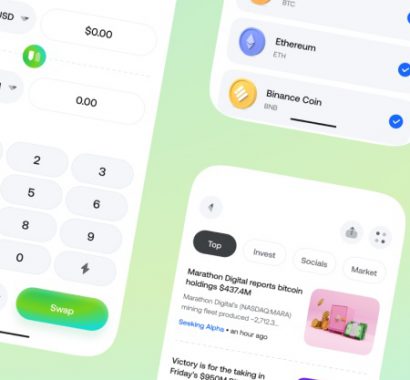 USD
$0.00
0.00
2
3
5
6
8
9
0
Swap
BTC
Ethereum
ETH
Binance Coin
BNB
Top
Invest
Socials
Market
Marathon Digital reports bitcoin
holdings $437.4M
Marathon Digital's (NASDAQ:MARA)
mining fleet produced ~2,712.3...
Seeking Alpha • an hour ago
Victory is for the taking in
Friday's $950M